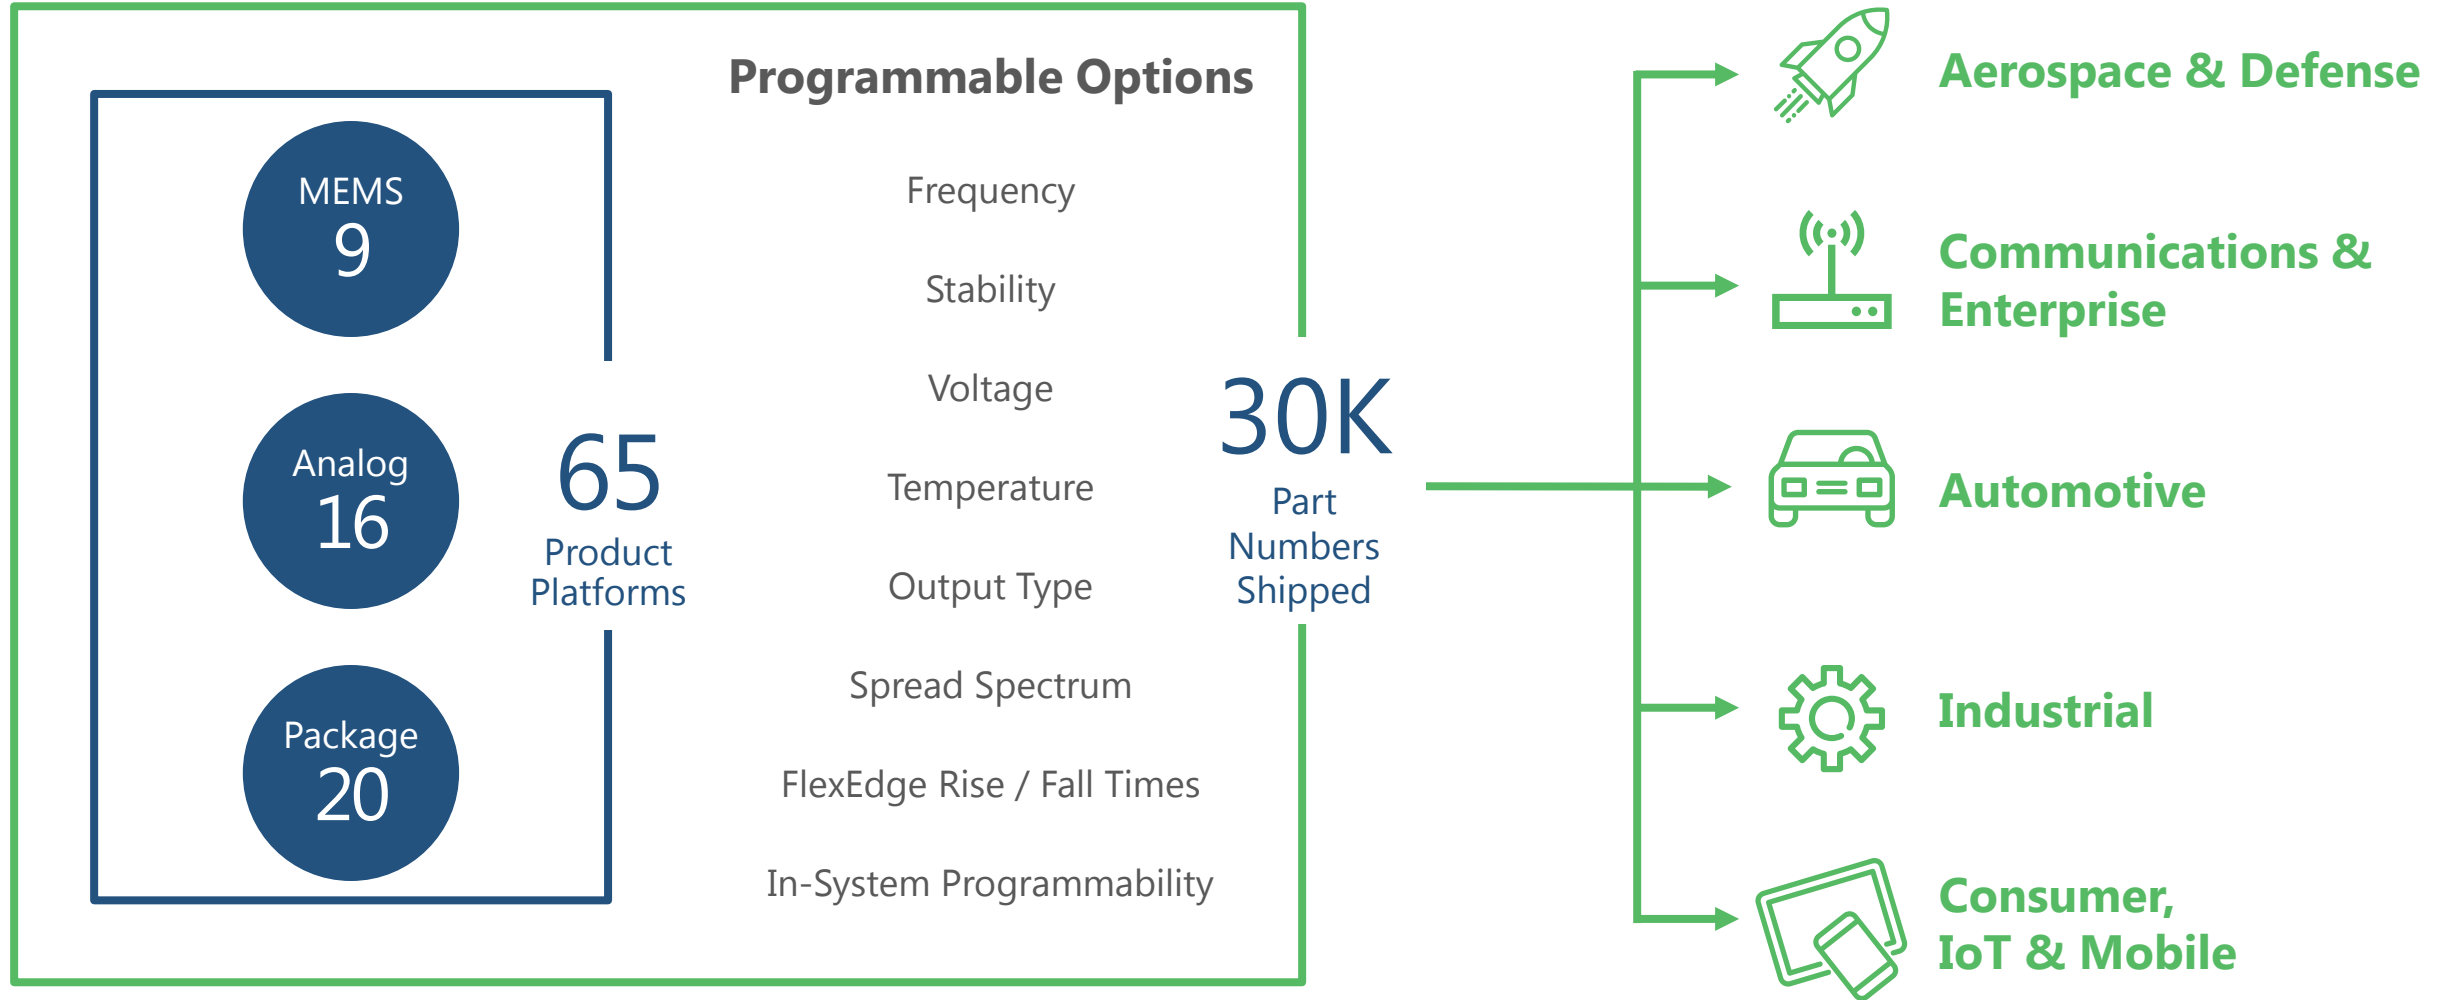 MEMS
9
Analog
16
Package
20
65
Product
Platforms
Programmable Options
Frequency
Stability
Voltage
Temperature
Output Type
Spread Spectrum
FlexEdge Rise / Fall Times
In-System Programmability
30K
Part
Numbers
Shipped
Aerospace & Defense
Communications &
Enterprise
Automotive
Industrial
Consumer,
IoT & Mobile